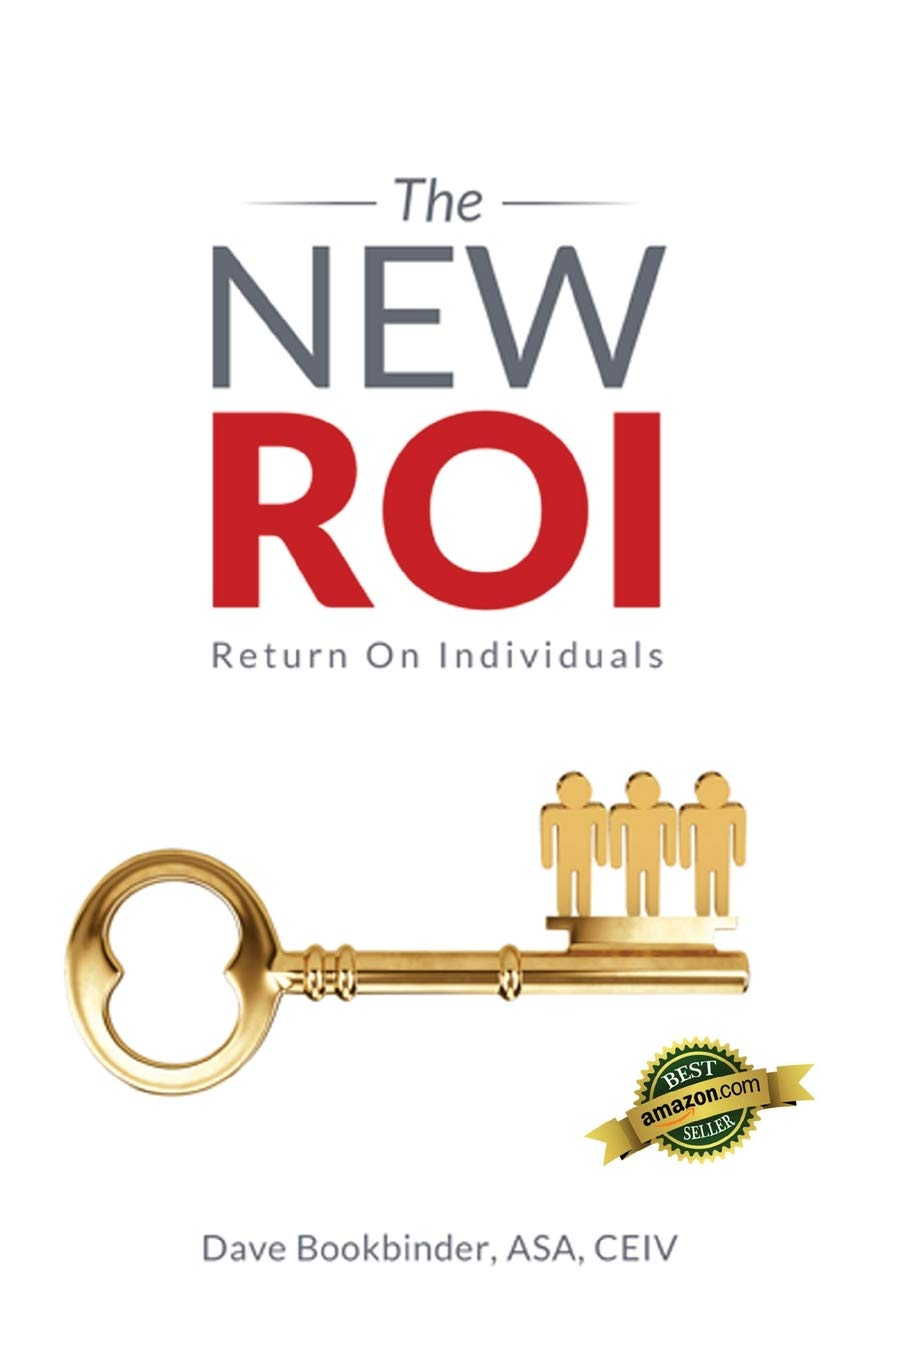 The
NEW
ROI
Return On Individuals
BEST
amazon.com
SELLER
Dave Bookbinder, ASA, CEIV